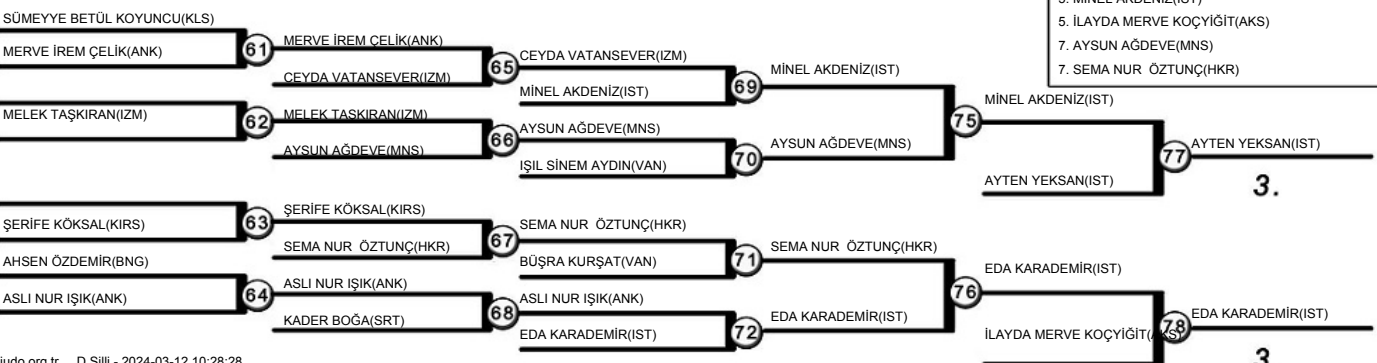 5. MİNEL AKDENİZ(IST)
5. İLAYDA MERVE KOÇYİĞİT(AKS)
7. AYSUN AĞDEVE(MNS)
7. SEMA NUR ÖZTUNÇ(HKR)
SÜMEYYE BETÜL KOYUNCU(KLS)
61
MERVE İREM ÇELİK(ANK)
MERVE İREM ÇELİK(ANK)
65
CEYDA VATANSEVER(IZM)
CEYDA VATANSEVER(IZM)
69
MİNEL AKDENİZ(IST)
MİNEL AKDENİZ(IST)
75
MİNEL AKDENİZ(IST)
MELEK TAŞKIRAN(IZM)
62
MELEK TAŞKIRAN(IZM)
66
AYSUN AĞDEVE(MNS)
AYSUN AĞDEVE(MNS)
70
IŞIL SİNEM AYDIN(VAN)
AYSUN AĞDEVE(MNS)
77
AYTEN YEKSAN(IST)
AYTEN YEKSAN(IST)
3.
ŞERİFE KÖKSAL(KIRS)
63
ŞERİFE KÖKSAL(KIRS)
67
SEMA NUR ÖZTUNÇ(HKR)
SEMA NUR ÖZTUNÇ(HKR)
71
BÜŞRA KURŞAT(VAN)
SEMA NUR ÖZTUNÇ(HKR)
76
EDA KARADEMİR(IST)
AHSEN ÖZDEMİR(BNG)
64
ASLI NUR IŞIK(ANK)
ASLI NUR IŞIK(ANK)
68
KADER BOĞA(SRT)
ASLI NUR IŞIK(ANK)
72
EDA KARADEMİR(IST)
EDA KARADEMİR(IST)
78
İLAYDA MERVE KOÇYİĞİT(AKS)
EDA KARADEMİR(IST)
3
judo.org.tr D.Silli - 2024-03-12 10:28:28